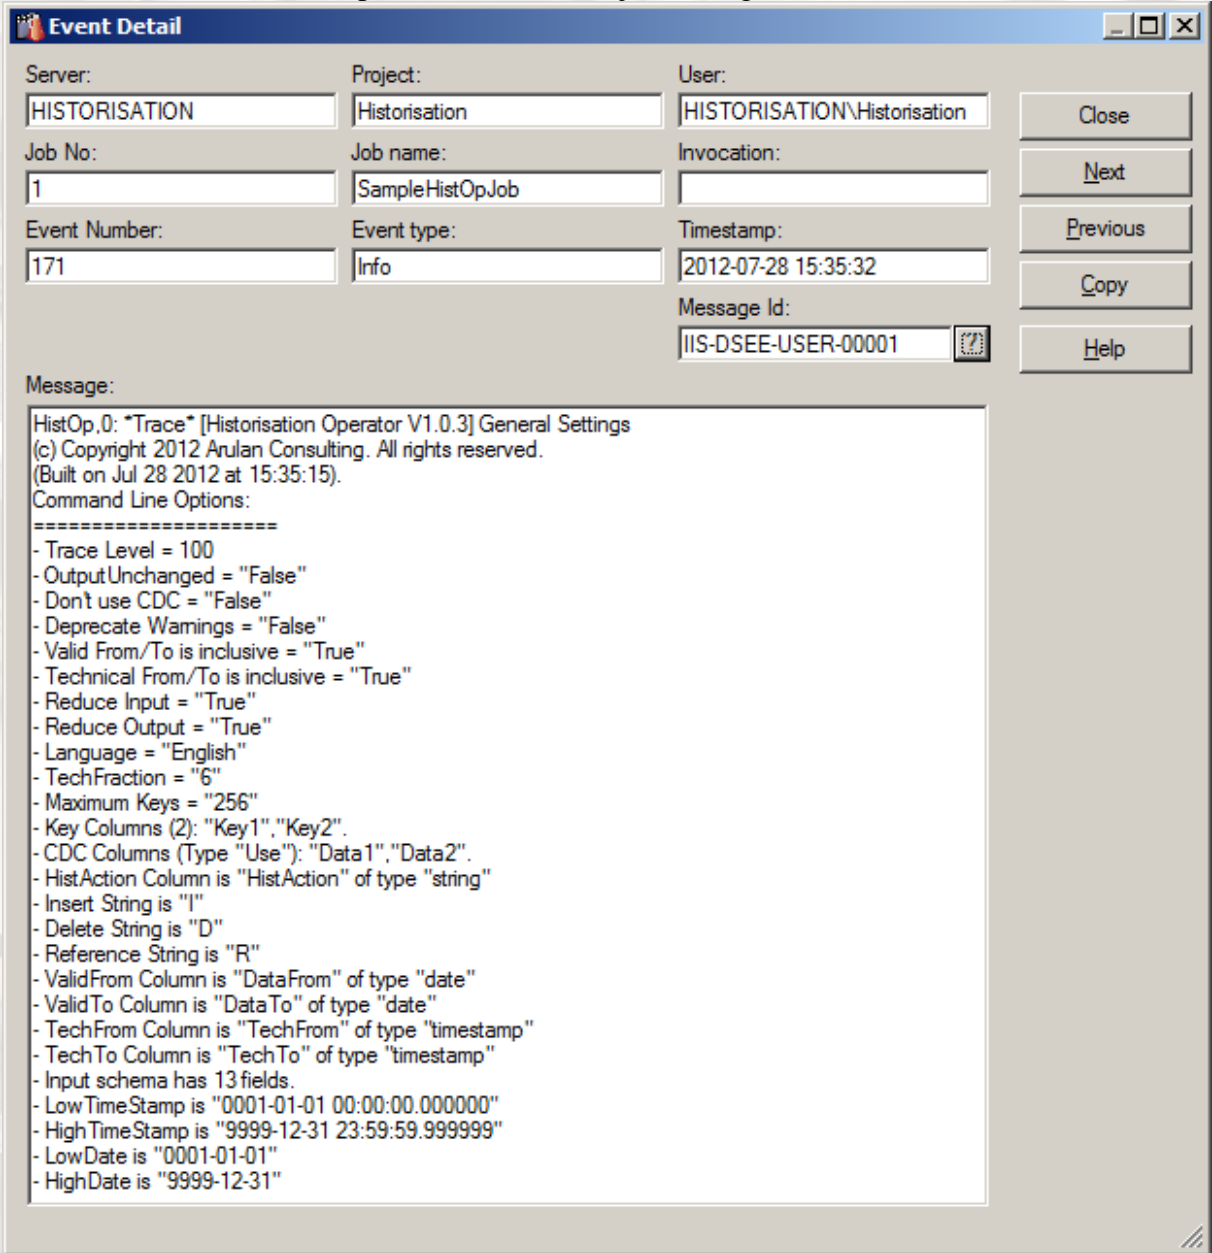 Event Detail
Server:
Project:
User:
HISTORISATION
Historisation
HISTORISATION\Historisation
Close
Job No:
Job name:
Invocation:
1
SampleHistOpJob
Next
Event Number:
Event type:
Timestamp:
Previous
171
Info
2012-07-28 15:35:32
Copy
Message Id:
IIS-DSEE-USER-00001
?
Help
Message:
HistOp,0: *Trace* [Historisation Operator V1.0.3] General Settings
(c) Copyright 2012 Arulan Consulting. All rights reserved.
(Built on Jul 28 2012 at 15:35:15).
Command Line Options:
=====================
- Trace Level = 100
- OutputUnchanged = "False"
- Don't use CDC = "False"
- Deprecate Warnings = "False"
- Valid From/To is inclusive = "True"
- Technical From/To is inclusive = "True"
- Reduce Input = "True"
- Reduce Output = "True"
- Language = "English"
- TechFraction = "6"
- Maximum Keys = "256"
- Key Columns (2): "Key1","Key2".
- CDC Columns (Type "Use"): "Data1","Data2".
- HistAction Column is "HistAction" of type "string"
- Insert String is "I"
- Delete String is "D"
- Reference String is "R"
- ValidFrom Column is "DataFrom" of type "date"
- ValidTo Column is "DataTo" of type "date"
- TechFrom Column is "TechFrom" of type "timestamp"
- TechTo Column is "TechTo" of type "timestamp"
- Input schema has 13 fields.
- LowTimeStamp is "0001-01-01 00:00:00.000000"
- HighTimeStamp is "9999-12-31 23:59:59.999999"
- LowDate is "0001-01-01"
- HighDate is "9999-12-31"